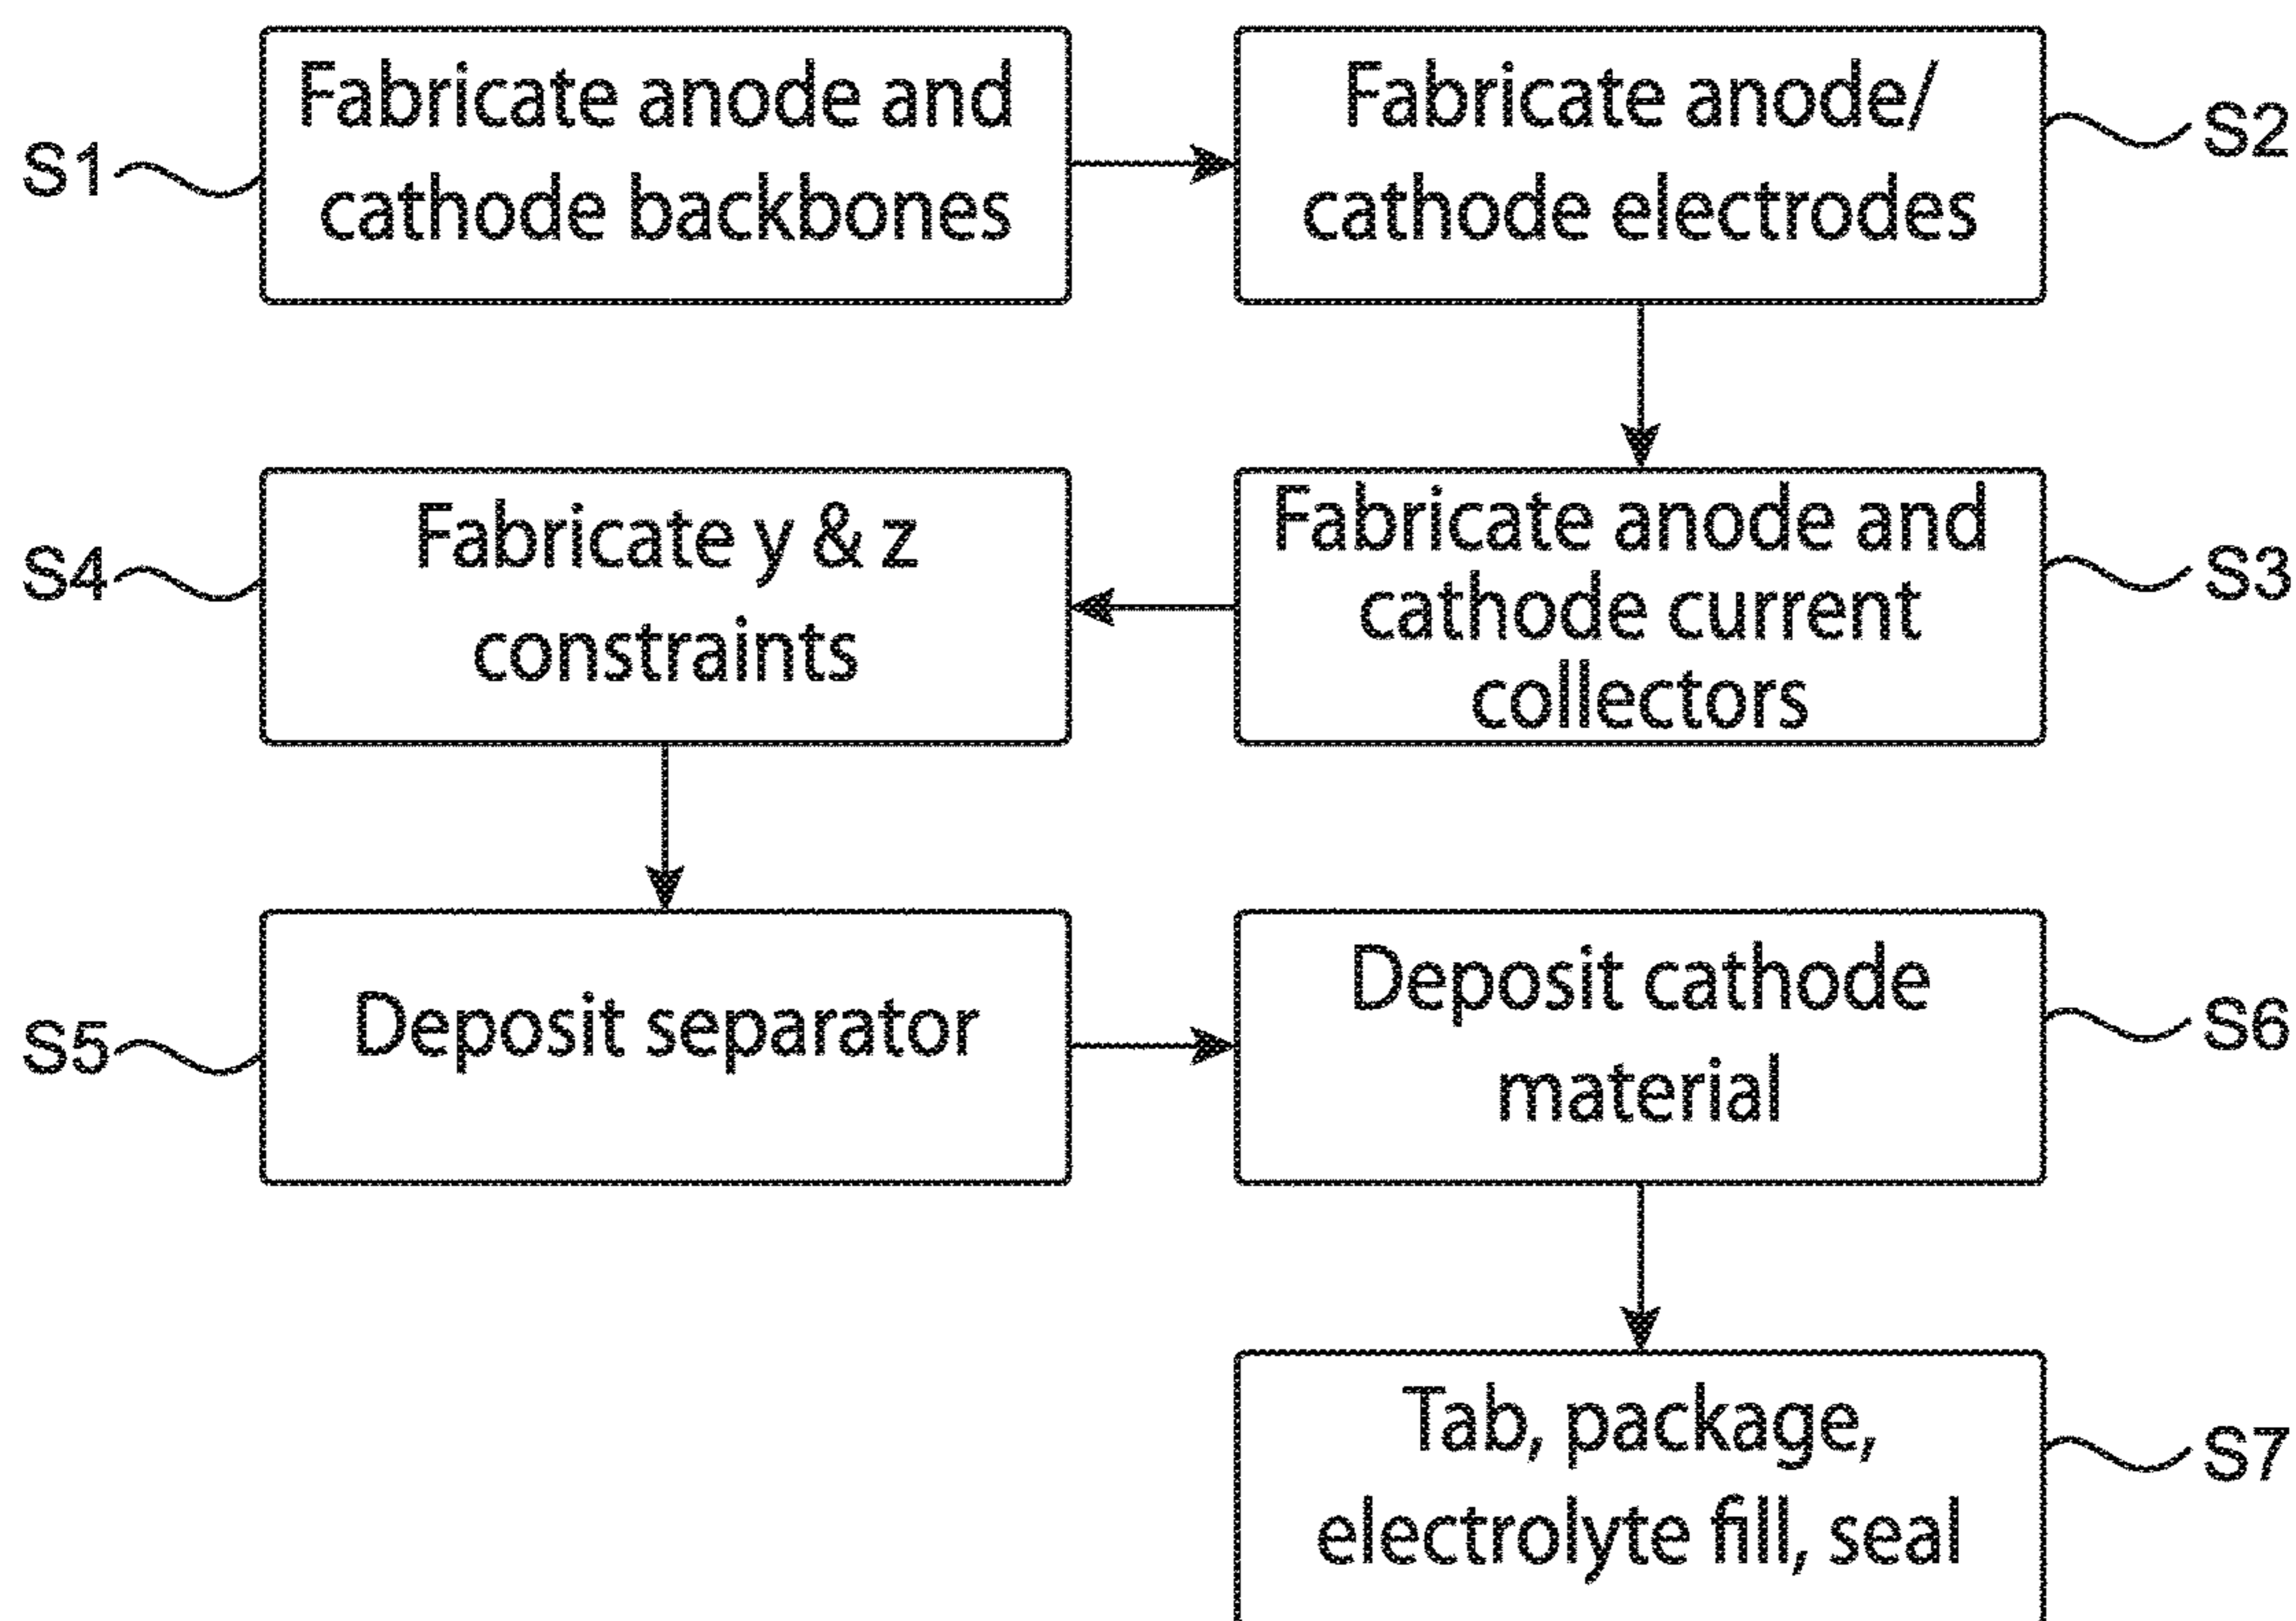 S1
Fabricate anode and
cathode backbones
Fabricate anode/
cathode electrodes
S2
S4
Fabricate y & z
constraints
Fabricate anode and
cathode current
collectors
S3
S5
Deposit separator
Deposit cathode
material
S6
Tab, package,
electrolyte fill, seal
S7